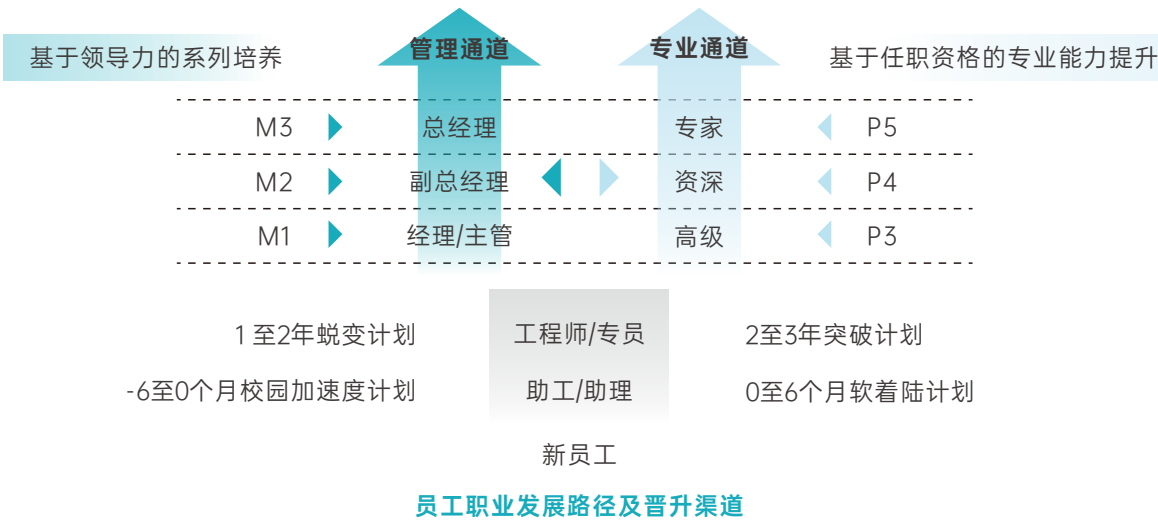 基于领导力的系列培养 管理通道 专业通道 基于任职资格的专业能力提升
M3 总经理 专家 P5
M2 副总经理 资深 P4
M1 经理/主管 高级 P3
1 至2年蜕变计划 工程师/专员 2至3年突破计划
-6至0个月校园加速度计划 助工/助理 0至6个月软着陆计划
新员工
员工职业发展路径及晋升渠道